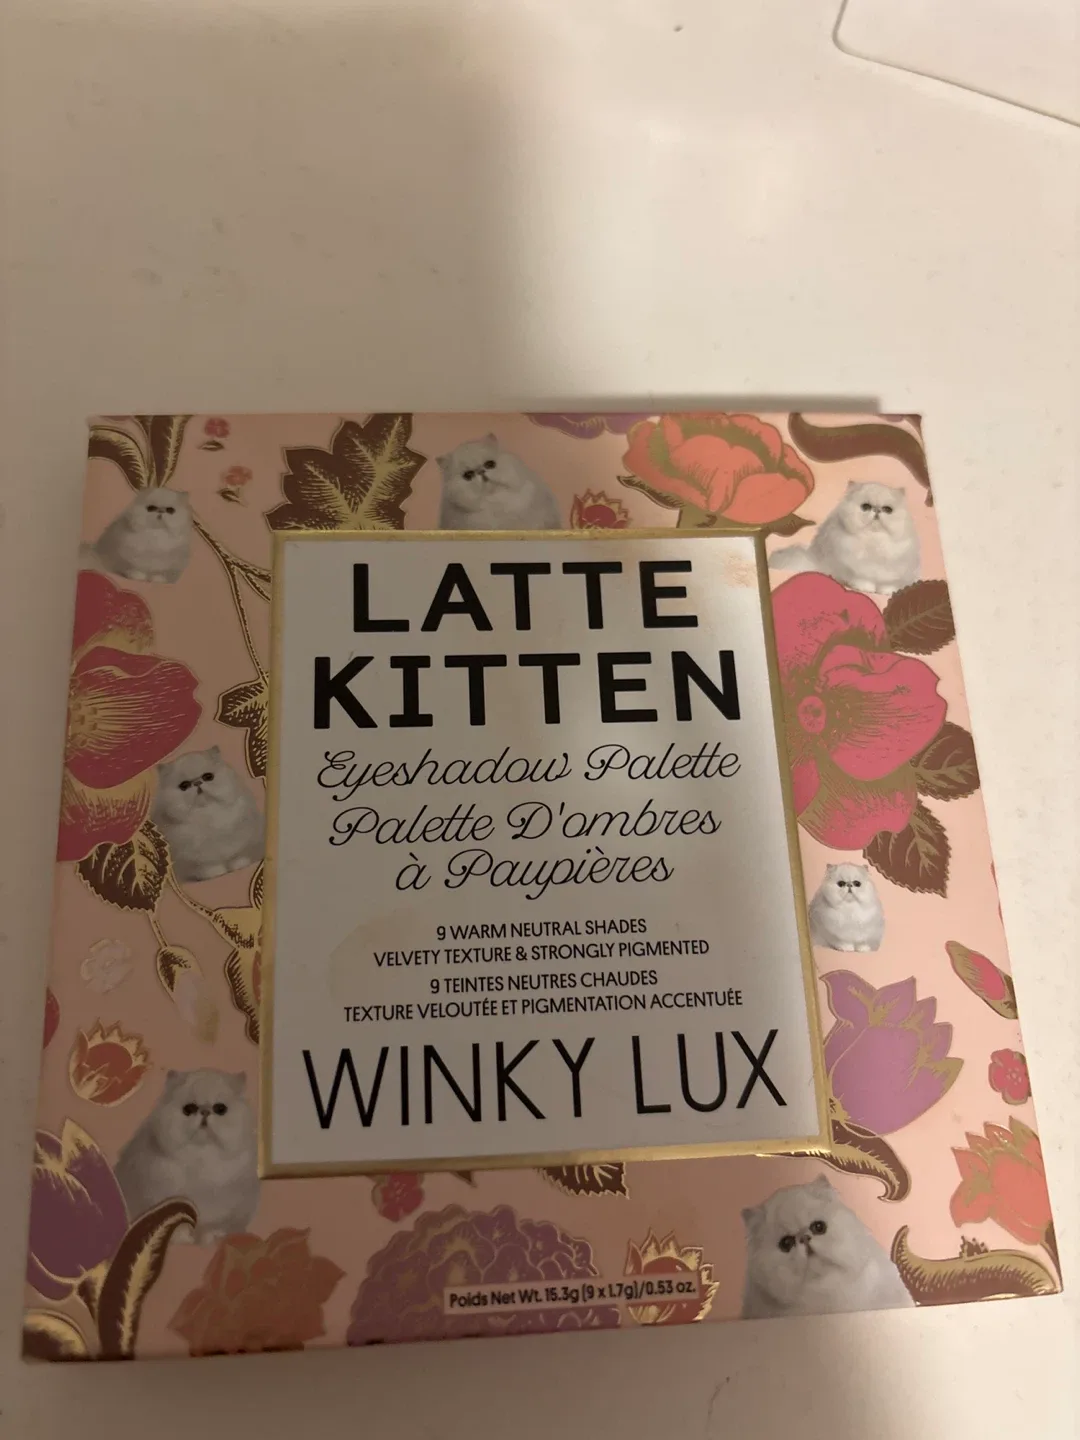 LATTE
KITTEN
Eyeshadow Palette
Palette D'ombres
à Paupières
9 WARM NEUTRAL SHADES
VELVETY TEXTURE & STRONGLY PIGMENTED
9 TEINTES NEUTRES CHAUDES
TEXTURE VELOUTÉE ET PIGMENTATION ACCENTUÉE
WINKY LUX
Poids Net Wt. 15.3g (9 x 1.7g)/0.53 oz.